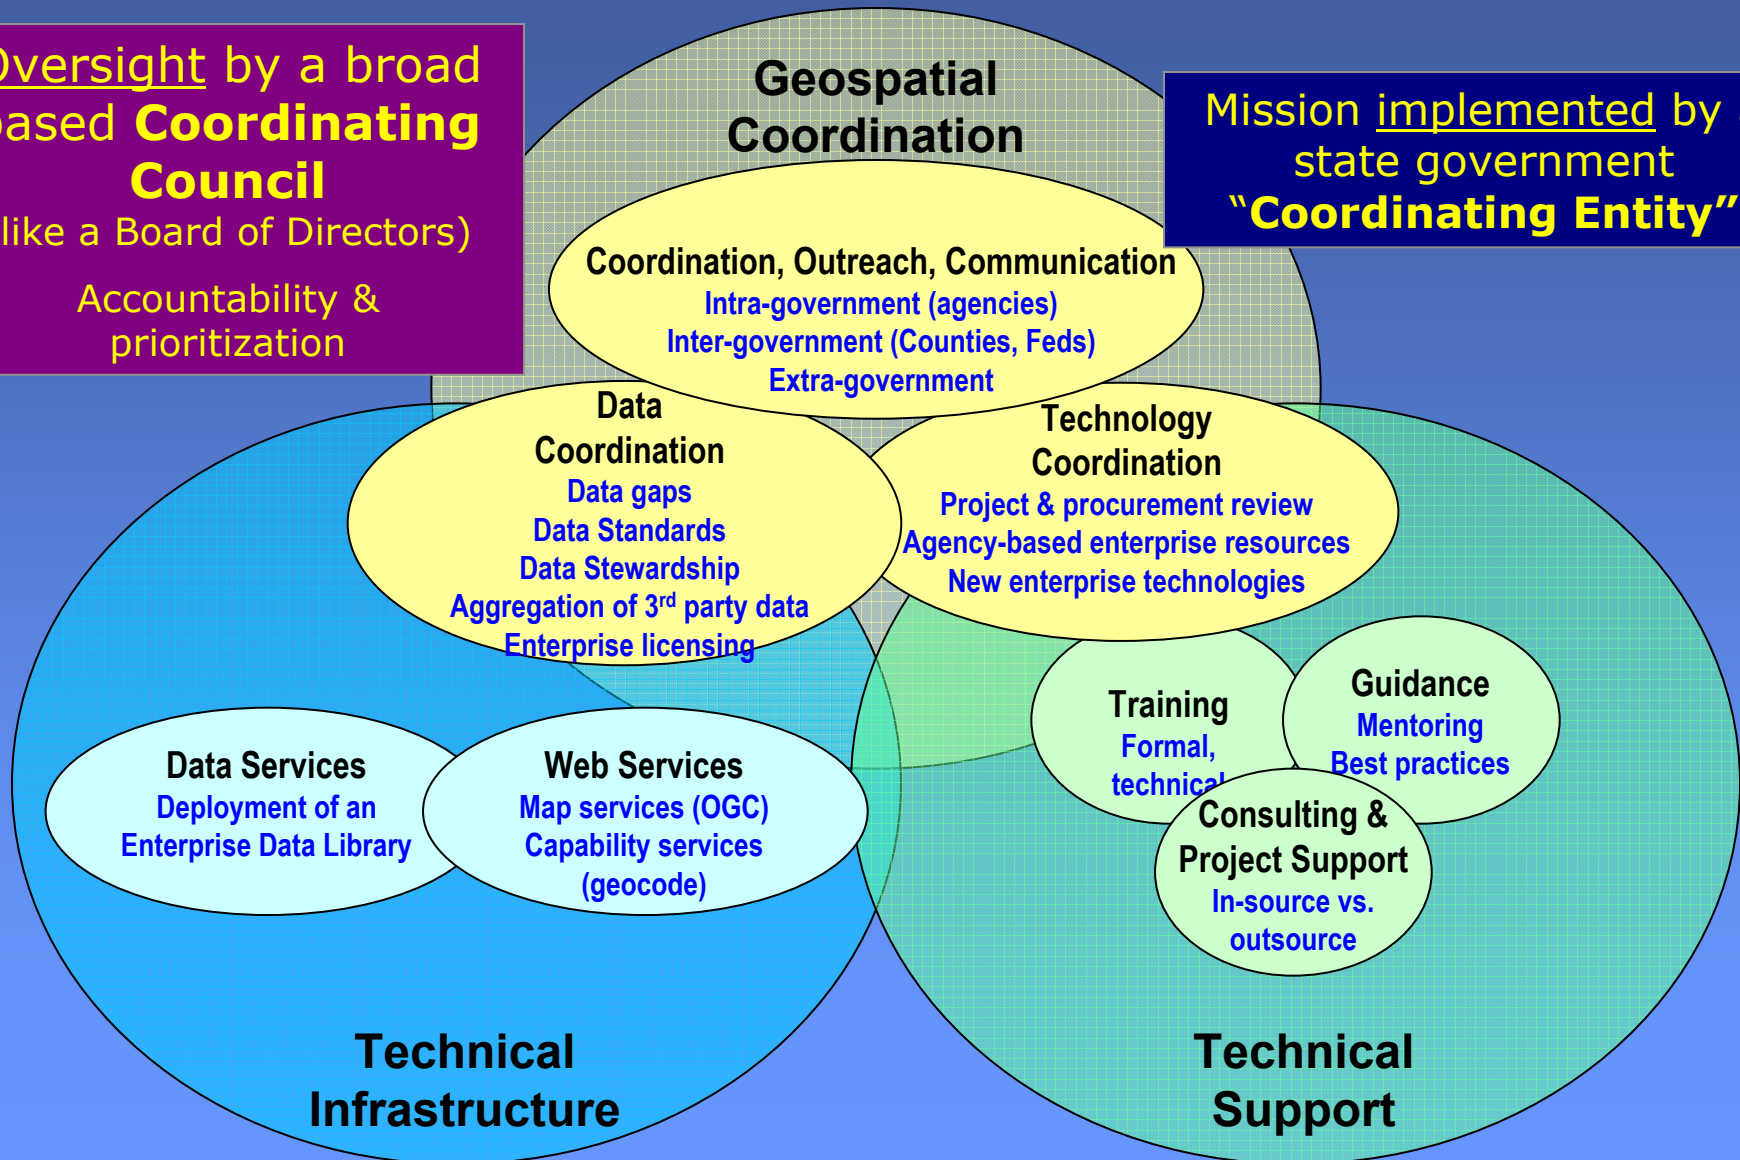 Oversight by a broad
based Coordinating
Council
like a Board of Directors)
Accountability &
prioritization
Geospatial
Coordination
Mission implemented by
state government
“Coordinating Entity”
Coordination, Outreach, Communication
Intra-government (agencies)
Inter-government (Counties, Feds)
Extra-government
Data
Coordination
Data gaps
Data Standards
Data Stewardship
Aggregation of 3rd party data
Enterprise licensing
Technology
Coordination
Project & procurement review
Agency-based enterprise resources
New enterprise technologies
Data Services
Deployment of an
Enterprise Data Library
Web Services
Map services (OGC)
Capability services
(geocode)
Training
Formal,
technical
Guidance
Mentoring
Best practices
Consulting &
Project Support
In-source vs.
outsource
Technical
Infrastructure
Technical
Support